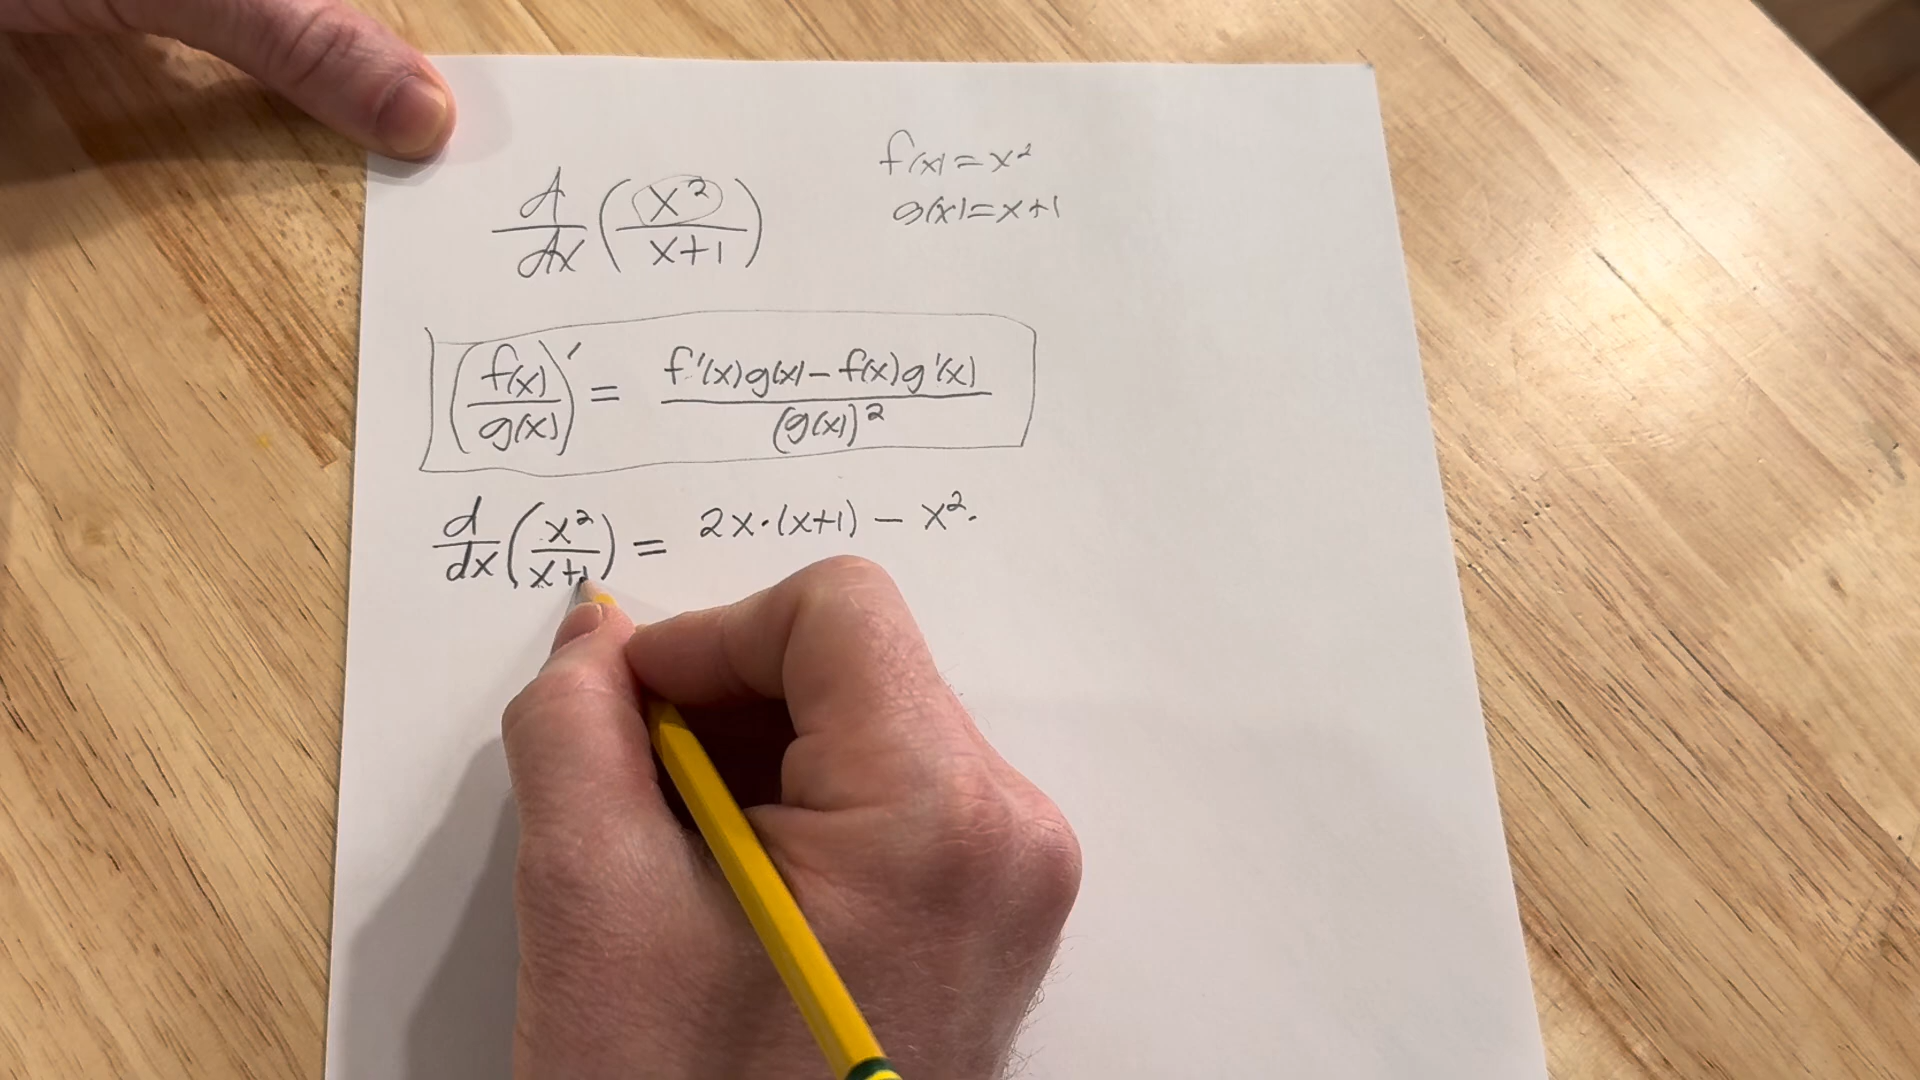 d/dx (x²/x+1)
f(x)=x²
g(x)=x+1
(f(x)/g(x))′ = f′(x)g(x)−f(x)g′(x)/(g(x))²
d/dx (x²/x+1) = 2x·(x+1) − x²·